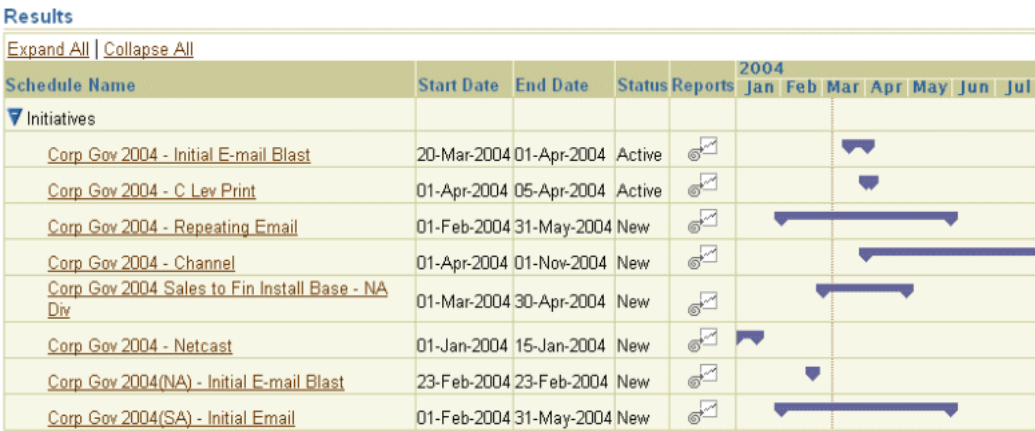 Results
Expand All | Collapse All
Schedule Name Start Date End Date Status Reports 2004
Jan Feb Mar Apr May Jun Jul
Initiatives
Corp Gov 2004 - Initial E-mail Blast 20-Mar-2004 01-Apr-2004 Active
Corp Gov 2004 - C Lev Print 01-Apr-2004 05-Apr-2004 Active
Corp Gov 2004 - Repeating Email 01-Feb-2004 31-May-2004 New
Corp Gov 2004 - Channel 01-Apr-2004 01-Nov-2004 New
Corp Gov 2004 Sales to Fin Install Base - NA
Div 01-Mar-2004 30-Apr-2004 New
Corp Gov 2004 - Netcast 01-Jan-2004 15-Jan-2004 New
Corp Gov 2004(NA) - Initial E-mail Blast 23-Feb-2004 23-Feb-2004 New
Corp Gov 2004(SA) - Initial Email 01-Feb-2004 31-May-2004 New